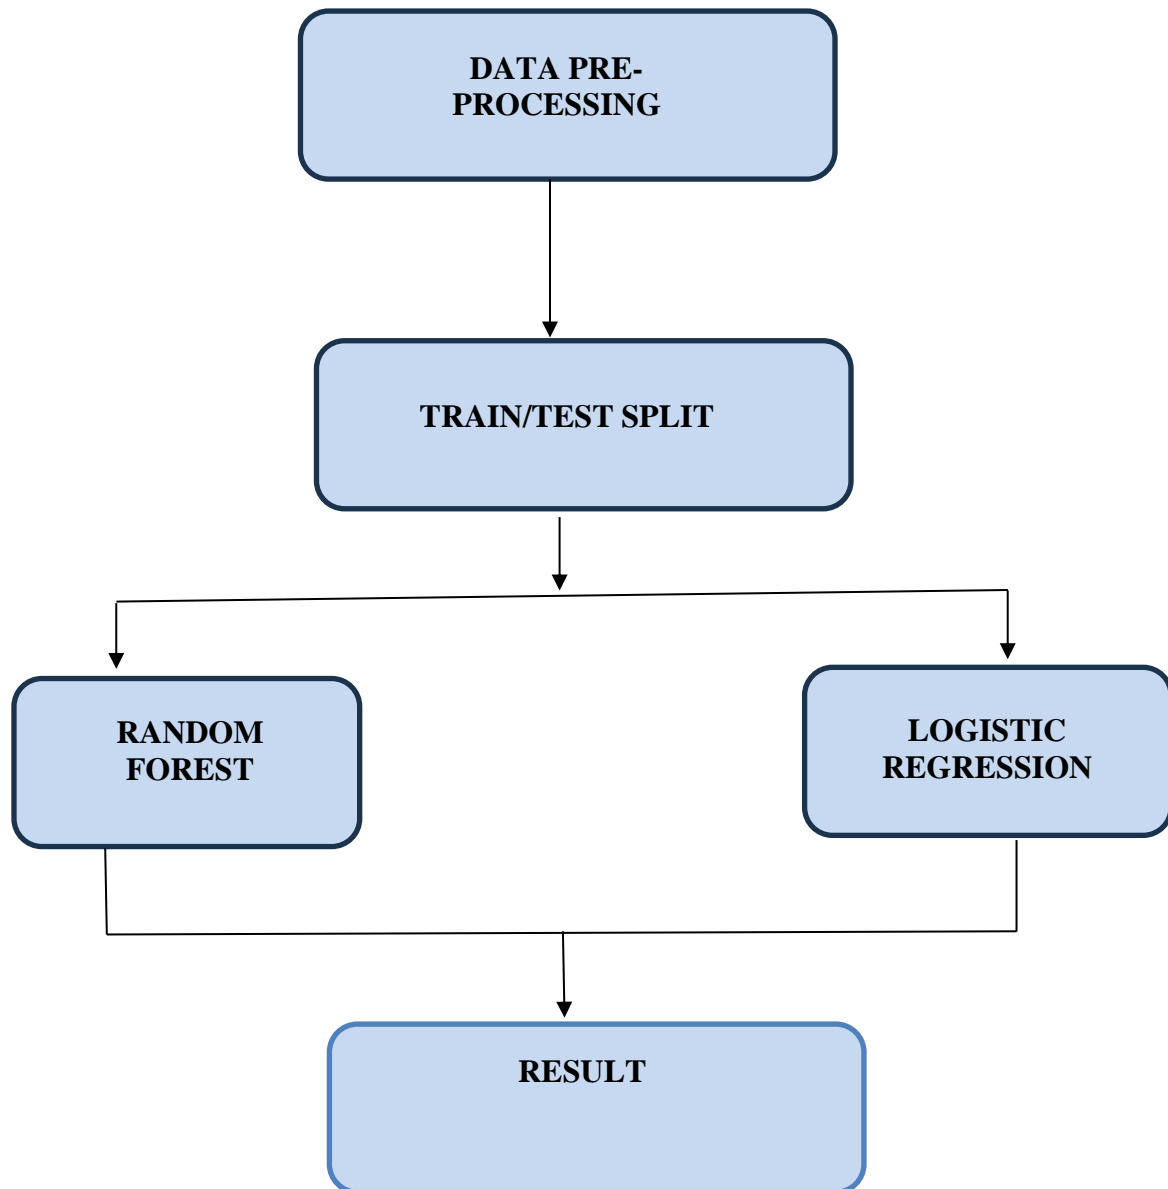 DATA PRE-
PROCESSING
TRAIN/TEST SPLIT
RANDOM
FOREST
LOGISTIC
REGRESSION
RESULT